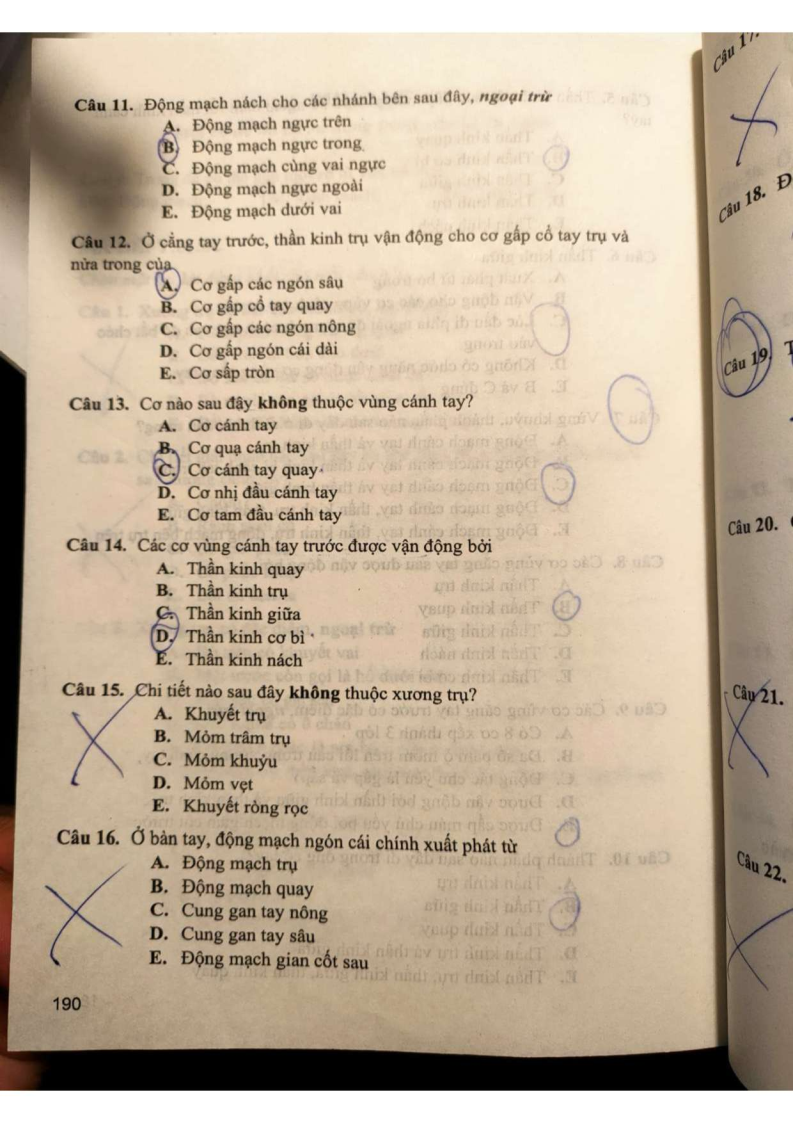 Câu 11. Động mạch nách cho các nhánh bên sau đây, ngoại trừ
A. Động mạch ngực trên
B. Động mạch ngực trong
C. Động mạch cùng vai ngực
D. Động mạch ngực ngoài
E. Động mạch dưới vai
Câu 12. Ở cẳng tay trước, thần kinh trụ vận động cho cơ gấp cổ tay trụ và
nửa trong của
A. Cơ gấp các ngón sâu
B. Cơ gấp cổ tay quay
C. Cơ gấp các ngón nông
D. Cơ gấp ngón cái dài
E. Cơ sấp tròn
Câu 13. Cơ nào sau đây không thuộc vùng cánh tay?
A. Cơ cánh tay
B. Cơ quạ cánh tay
C. Cơ cánh tay quay
D. Cơ nhị đầu cánh tay
E. Cơ tam đầu cánh tay
Câu 14. Các cơ vùng cánh tay trước được vận động bởi
A. Thần kinh quay
B. Thần kinh trụ
C. Thần kinh giữa
D. Thần kinh cơ bì
E. Thần kinh nách
Câu 15. Chi tiết nào sau đây không thuộc xương trụ?
A. Khuyết trụ
B. Mỏm trâm trụ
C. Mỏm khuỷu
D. Mỏm vẹt
E. Khuyết ròng rọc
Câu 16. Ở bàn tay, động mạch ngón cái chính xuất phát từ
A. Động mạch trụ
B. Động mạch quay
C. Cung gan tay nông
D. Cung gan tay sâu
E. Động mạch gian cốt sau
190
Câu 17.
Câu 18. Đ
Câu 19. T
Câu 20.
Câu 21.
Câu 22.